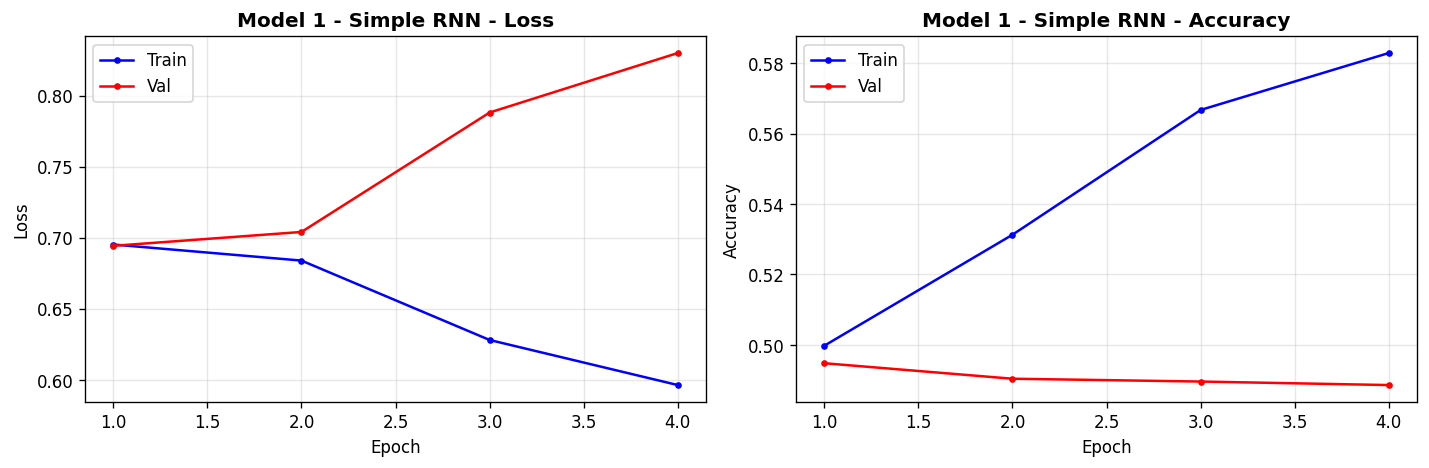 Model 1 - Simple RNN - Loss
Train
Val
0.80
0.75
0.70
0.65
0.60
Loss
1.0 1.5 2.0 2.5 3.0 3.5 4.0
Epoch
Model 1 - Simple RNN - Accuracy
Train
Val
0.58
0.56
0.54
0.52
0.50
Accuracy
1.0 1.5 2.0 2.5 3.0 3.5 4.0
Epoch